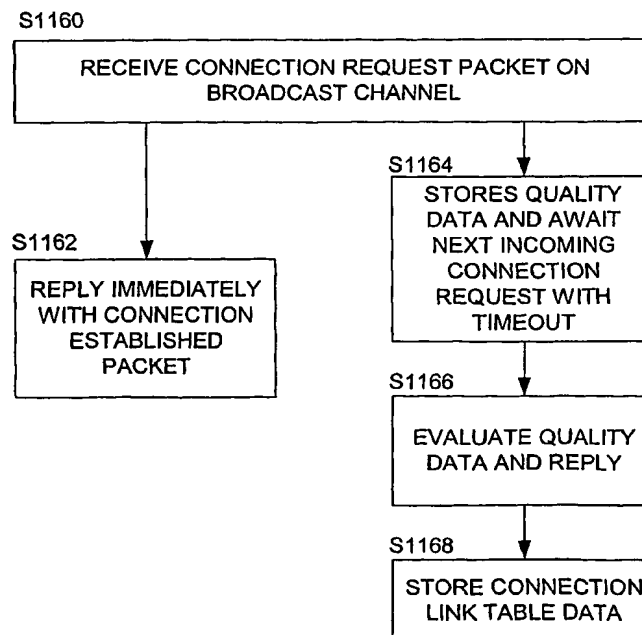 S1160
RECEIVE CONNECTION REQUEST PACKET ON
BROADCAST CHANNEL
S1162
REPLY IMMEDIATELY
WITH CONNECTION
ESTABLISHED
PACKET
S1164
STORES QUALITY
DATA AND AWAIT
NEXT INCOMING
CONNECTION
REQUEST WITH
TIMEOUT
S1166
EVALUATE QUALITY
DATA AND REPLY
S1168
STORE CONNECTION
LINK TABLE DATA